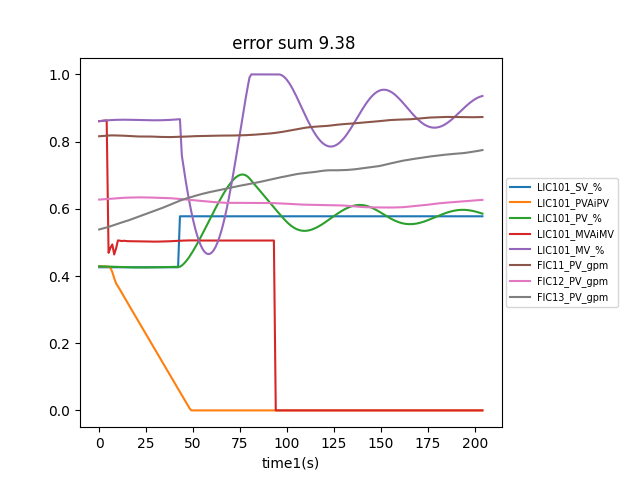 error sum 9.38
1.0
0.8
0.6
0.4
0.2
0.0
0 25 50 75 100 125 150 175 200
time1(s)
LIC101_SV_%
LIC101_PVAiPV
LIC101_PV_%
LIC101_MVAiMV
LIC101_MV_%
FIC11_PV_gpm
FIC12_PV_gpm
FIC13_PV_gpm